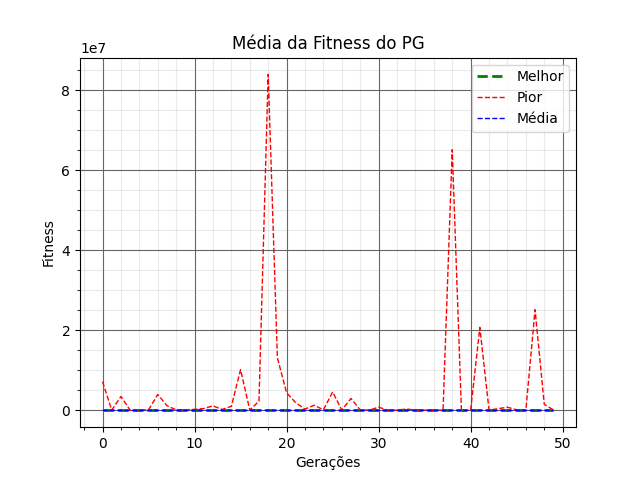 Média da Fitness do PG
1e7
Melhor
Pior
Média
8
6
4
2
0
Fitness
0 10 20 30 40 50
Gerações